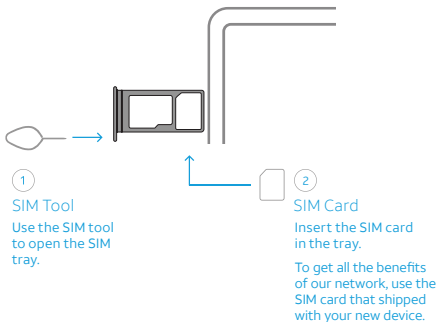 1
SIM Tool
Use the SIM tool
to open the SIM
tray.
2
SIM Card
Insert the SIM card
in the tray.
To get all the benefits
of our network, use the
SIM card that shipped
with your new device.